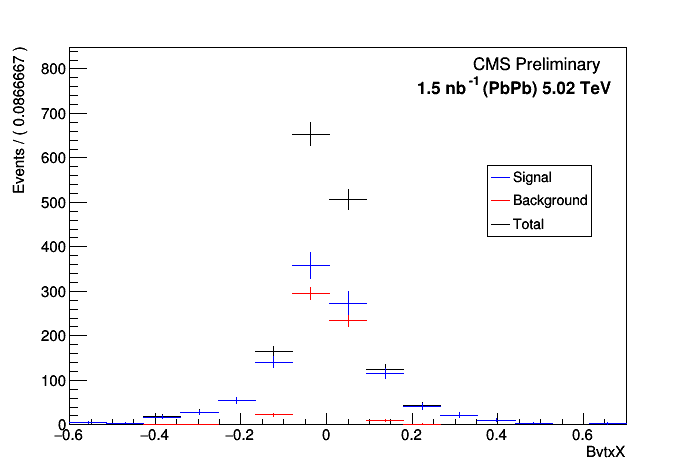 CMS Preliminary
1.5 nb-1 (PbPb) 5.02 TeV
Events / ( 0.0866667 )
800
700
600
500
400
300
200
100
0
Signal
Background
Total
−0.6 −0.4 −0.2 0 0.2 0.4 0.6
BvtxX